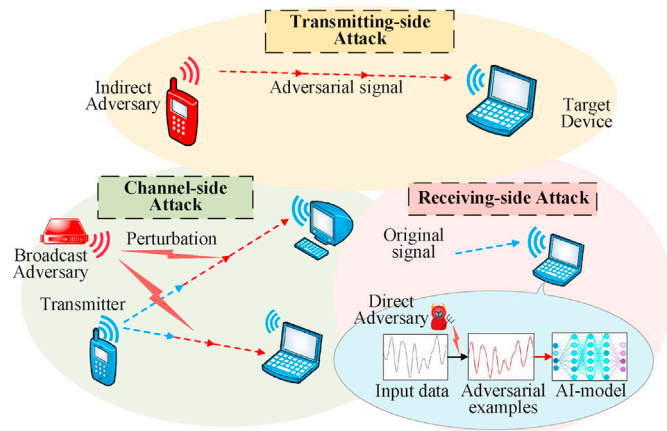 Transmitting-side
Attack
Indirect
Adversary
Adversarial signal
Target
Device
Channel-side
Attack
Broadcast
Adversary
Perturbation
Transmitter
Receiving-side Attack
Original
signal
Direct
Adversary
Input data
Adversarial
examples
AI-model